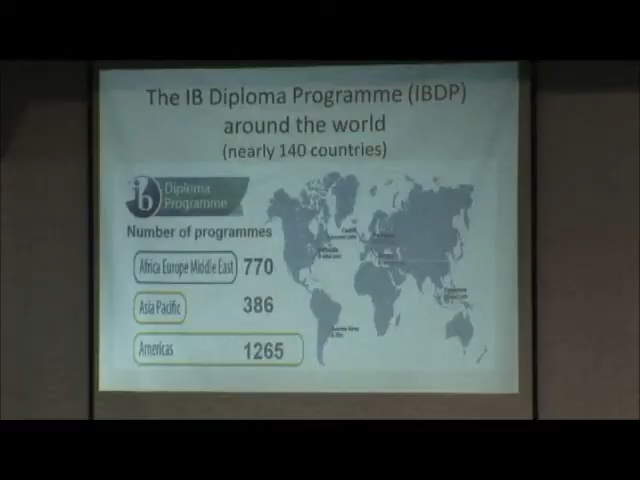 The IB Diploma Programme (IBDP)
around the world
(nearly 140 countries)
ib Diploma
Programme
Number of programmes
Africa Europe Middle East 770
Asia Pacific 386
Americas 1265